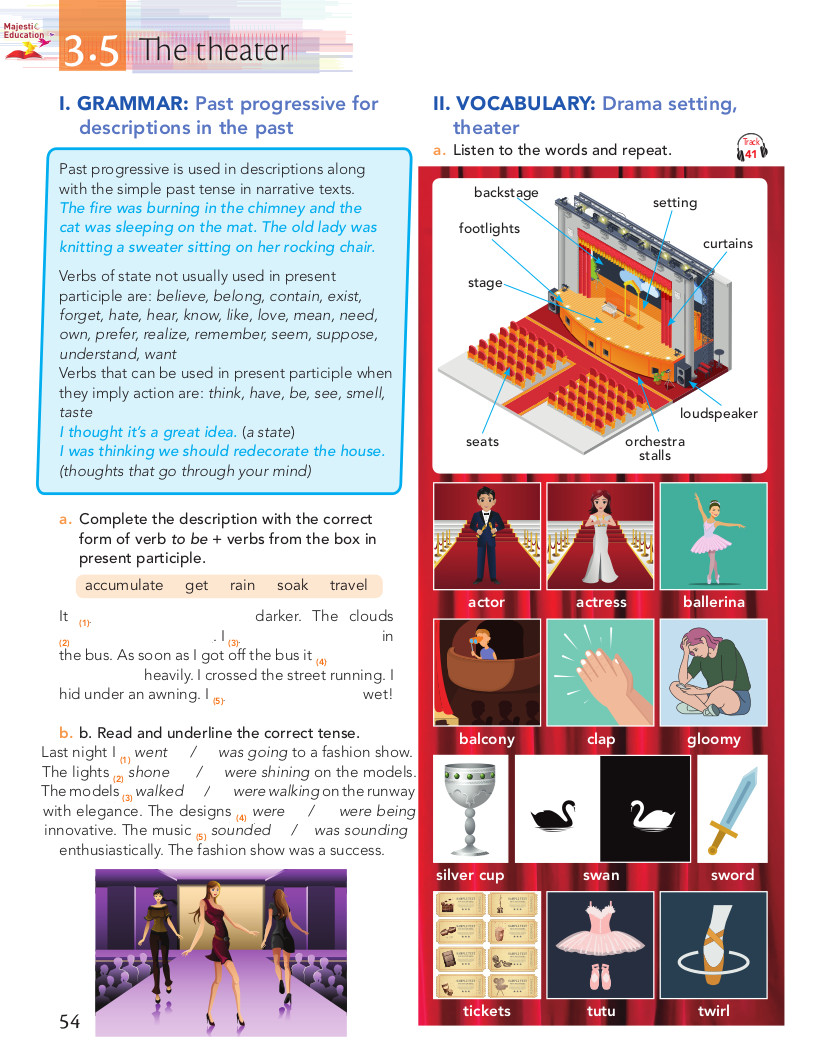 Majestic
Education
3.5 The theater
I. GRAMMAR: Past progressive for
descriptions in the past
Past progressive is used in descriptions along
with the simple past tense in narrative texts.
The fire was burning in the chimney and the
cat was sleeping on the mat. The old lady was
knitting a sweater sitting on her rocking chair.
Verbs of state not usually used in present
participle are: believe, belong, contain, exist,
forget, hate, hear, know, like, love, mean, need,
own, prefer, realize, remember, seem, suppose,
understand, want
Verbs that can be used in present participle when
they imply action are: think, have, be, see, smell,
taste
I thought it’s a great idea. (a state)
I was thinking we should redecorate the house.
(thoughts that go through your mind)
a. Complete the description with the correct
form of verb to be + verbs from the box in
present participle.
accumulate get rain soak travel
It (1). darker. The clouds
(2) . I (3). in
the bus. As soon as I got off the bus it (4)
heavily. I crossed the street running. I
hid under an awning. I (5). wet!
b. b. Read and underline the correct tense.
Last night I (1) went / was going to a fashion show.
The lights (2) shone / were shining on the models.
The models (3) walked / were walking on the runway
with elegance. The designs (4) were / were being
innovative. The music (5) sounded / was sounding
enthusiastically. The fashion show was a success.
54
II. VOCABULARY: Drama setting,
theater
a. Listen to the words and repeat.
Track
41
backstage
setting
footlights
curtains
stage
loudspeaker
seats
orchestra
stalls
actor actress ballerina
balcony clap gloomy
silver cup swan sword
tickets tutu twirl